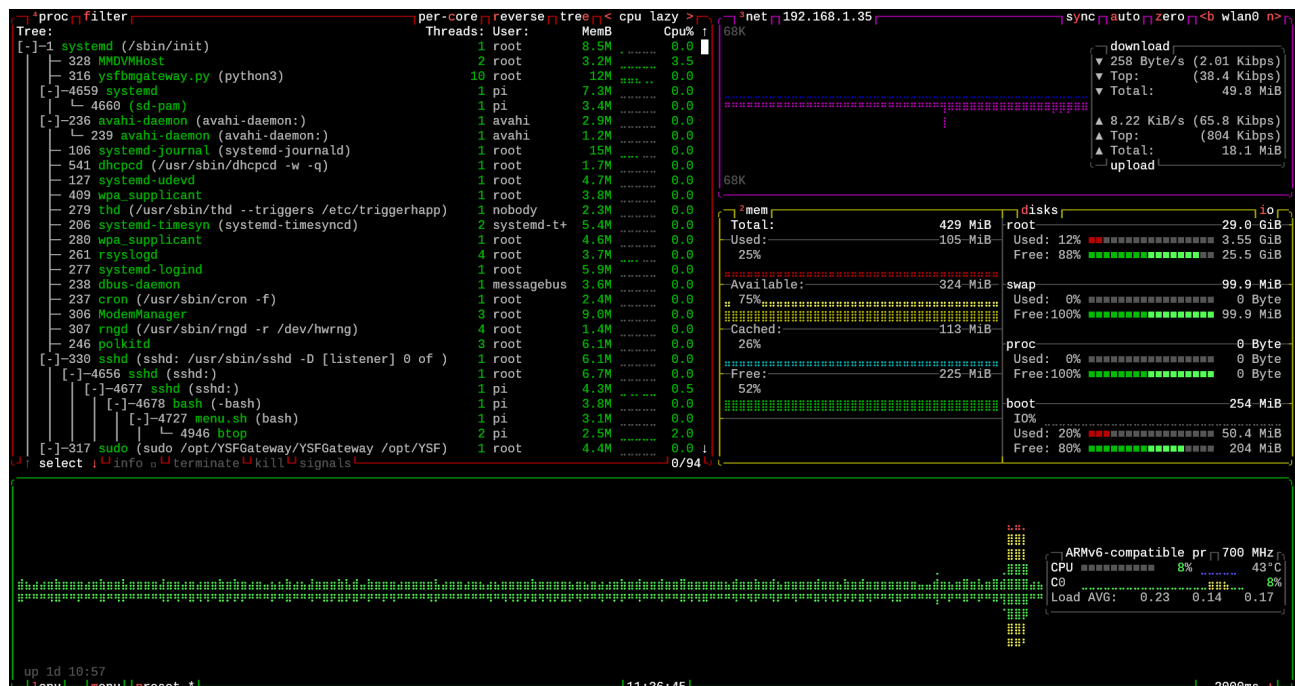 ⁴proc filter per-core reverse tree < cpu lazy >
Tree: Threads: User: MemB Cpu% ↑
[-]─1 systemd (/sbin/init) 1 root 8.5M 0.0
├─ 328 MMDVMHost 2 root 3.2M 3.5
├─ 316 ysfbmgateway.py (python3) 10 root 12M 0.0
[-]─4659 systemd 1 pi 7.3M 0.0
└─ 4660 (sd-pam) 1 pi 3.4M 0.0
[-]─236 avahi-daemon (avahi-daemon:) 1 avahi 2.9M 0.0
└─ 239 avahi-daemon (avahi-daemon:) 1 avahi 1.2M 0.0
├─ 106 systemd-journal (systemd-journald) 1 root 15M 0.0
├─ 541 dhcpcd (/usr/sbin/dhcpcd -w -q) 1 root 1.7M 0.0
├─ 127 systemd-udevd 1 root 4.7M 0.0
├─ 409 wpa_supplicant 1 root 3.8M 0.0
├─ 279 thd (/usr/sbin/thd --triggers /etc/triggerhapp) 1 nobody 2.3M 0.0
├─ 206 systemd-timesyn (systemd-timesyncd) 2 systemd-t+ 5.4M 0.0
├─ 280 wpa_supplicant 1 root 4.6M 0.0
├─ 261 rsyslogd 4 root 3.7M 0.0
├─ 277 systemd-logind 1 root 5.9M 0.0
├─ 238 dbus-daemon 1 messagebus 3.6M 0.0
├─ 237 cron (/usr/sbin/cron -f) 1 root 2.4M 0.0
├─ 306 ModemManager 3 root 9.0M 0.0
├─ 307 rngd (/usr/sbin/rngd -r /dev/hwrng) 4 root 1.4M 0.0
├─ 246 polkitd 3 root 6.1M 0.0
[-]─330 sshd (sshd: /usr/sbin/sshd -D [listener] 0 of ) 1 root 6.1M 0.0
[-]─4656 sshd (sshd:) 1 root 6.7M 0.0
[-]─4677 sshd (sshd:) 1 pi 4.3M 0.5
[-]─4678 bash (-bash) 1 pi 3.8M 0.0
[-]─4727 menu.sh (bash) 1 pi 3.1M 0.0
└─ 4946 btop 2 pi 2.5M 2.0
[-]─317 sudo (sudo /opt/YSFGateway/YSFGateway /opt/YSF) 1 root 4.4M 0.0 ↓
↑ select ↓ info terminate kill signals 0/94
³net 192.168.1.35 sync auto zero <b wlan0 n>
68K
download
▼ 258 Byte/s (2.01 Kibps)
▼ Top: (38.4 Kibps)
▼ Total: 49.8 MiB
▲ 8.22 KiB/s (65.8 Kibps)
▲ Top: (804 Kibps)
▲ Total: 18.1 MiB
upload
68K
²mem
Total: 429 MiB
Used: 105 MiB
25%
Available: 324 MiB
75%
Cached: 113 MiB
26%
Free: 225 MiB
52%
disks io
root 29.0 GiB
Used: 12% 3.55 GiB
Free: 88% 25.5 GiB
swap 99.9 MiB
Used: 0% 0 Byte
Free:100% 99.9 MiB
proc 0 Byte
Used: 0% 0 Byte
Free:100% 0 Byte
boot 254 MiB
IO%
Used: 20% 50.4 MiB
Free: 80% 204 MiB
ARMv6-compatible pr 700 MHz
CPU 8% 43°C
C0 8%
Load AVG: 0.23 0.14 0.17
up 1d 10:57
¹cpu menu preset * 11:26:45 - 2000ms +